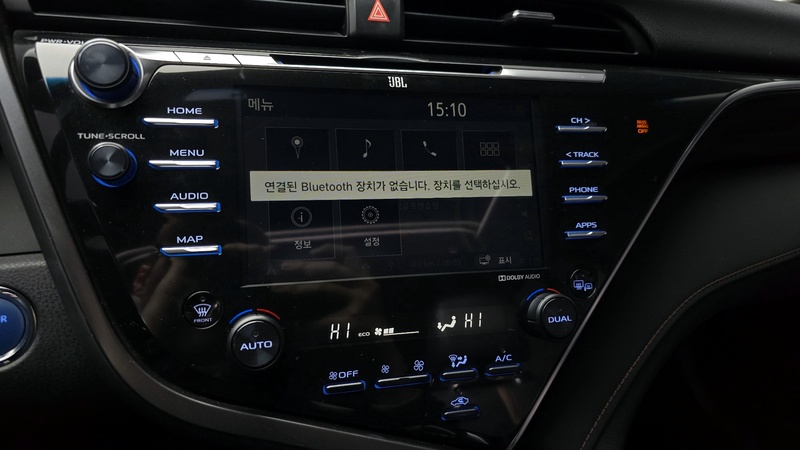 PWR•VOL
JBL
메뉴
15:10
HOME
CH >
TUNE•SCROLL
MENU
< TRACK
연결된 Bluetooth 장치가 없습니다. 장치를 선택하십시오.
AUDIO
PHONE
MAP
APPS
정보
설정
표시
DOLBY AUDIO
FRONT
HI
ECO
HI
AUTO
DUAL
OFF
A/C